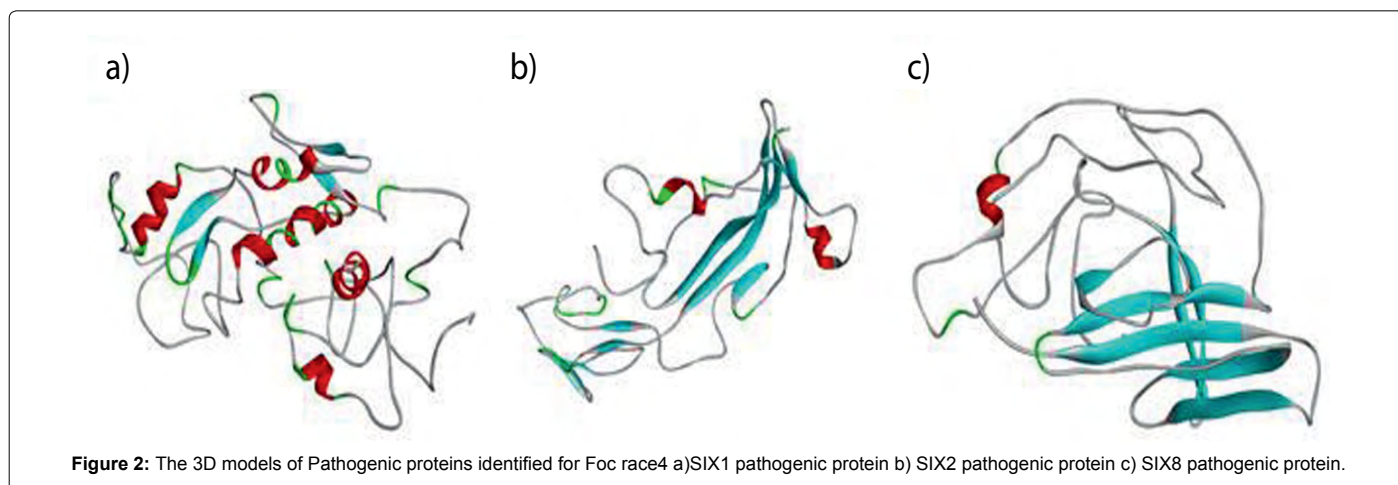 a)
b)
c)
Figure 2: The 3D models of Pathogenic proteins identified for Foc race4 a)SIX1 pathogenic protein b) SIX2 pathogenic protein c) SIX8 pathogenic protein.